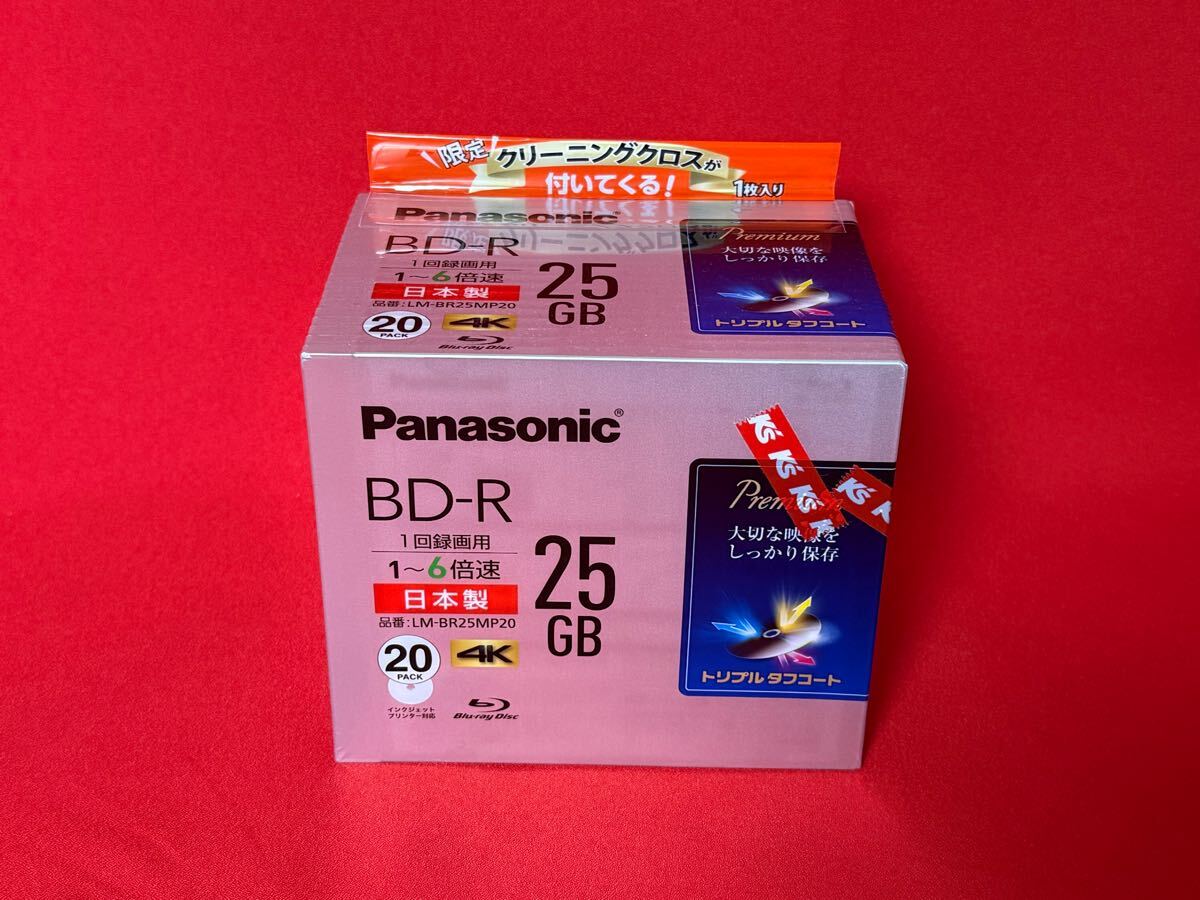 限定 クリーニングクロスが
付いてくる! 1枚入り
Panasonic
BD-R
1回録画用
1～6倍速
日本製
品番:LM-BR25MP20
25
GB
20
PACK
4K
Blu-ray Disc
Premium
大切な映像を
しっかり保存
トリプル タフコート
Panasonic®
BD-R
1回録画用
1～6倍速
日本製
品番:LM-BR25MP20
25
GB
20
PACK
4K
インクジェット
プリンター対応
Blu-ray Disc
K's K's K's K's
K's K's
Premium
大切な映像を
しっかり保存
トリプル タフコート